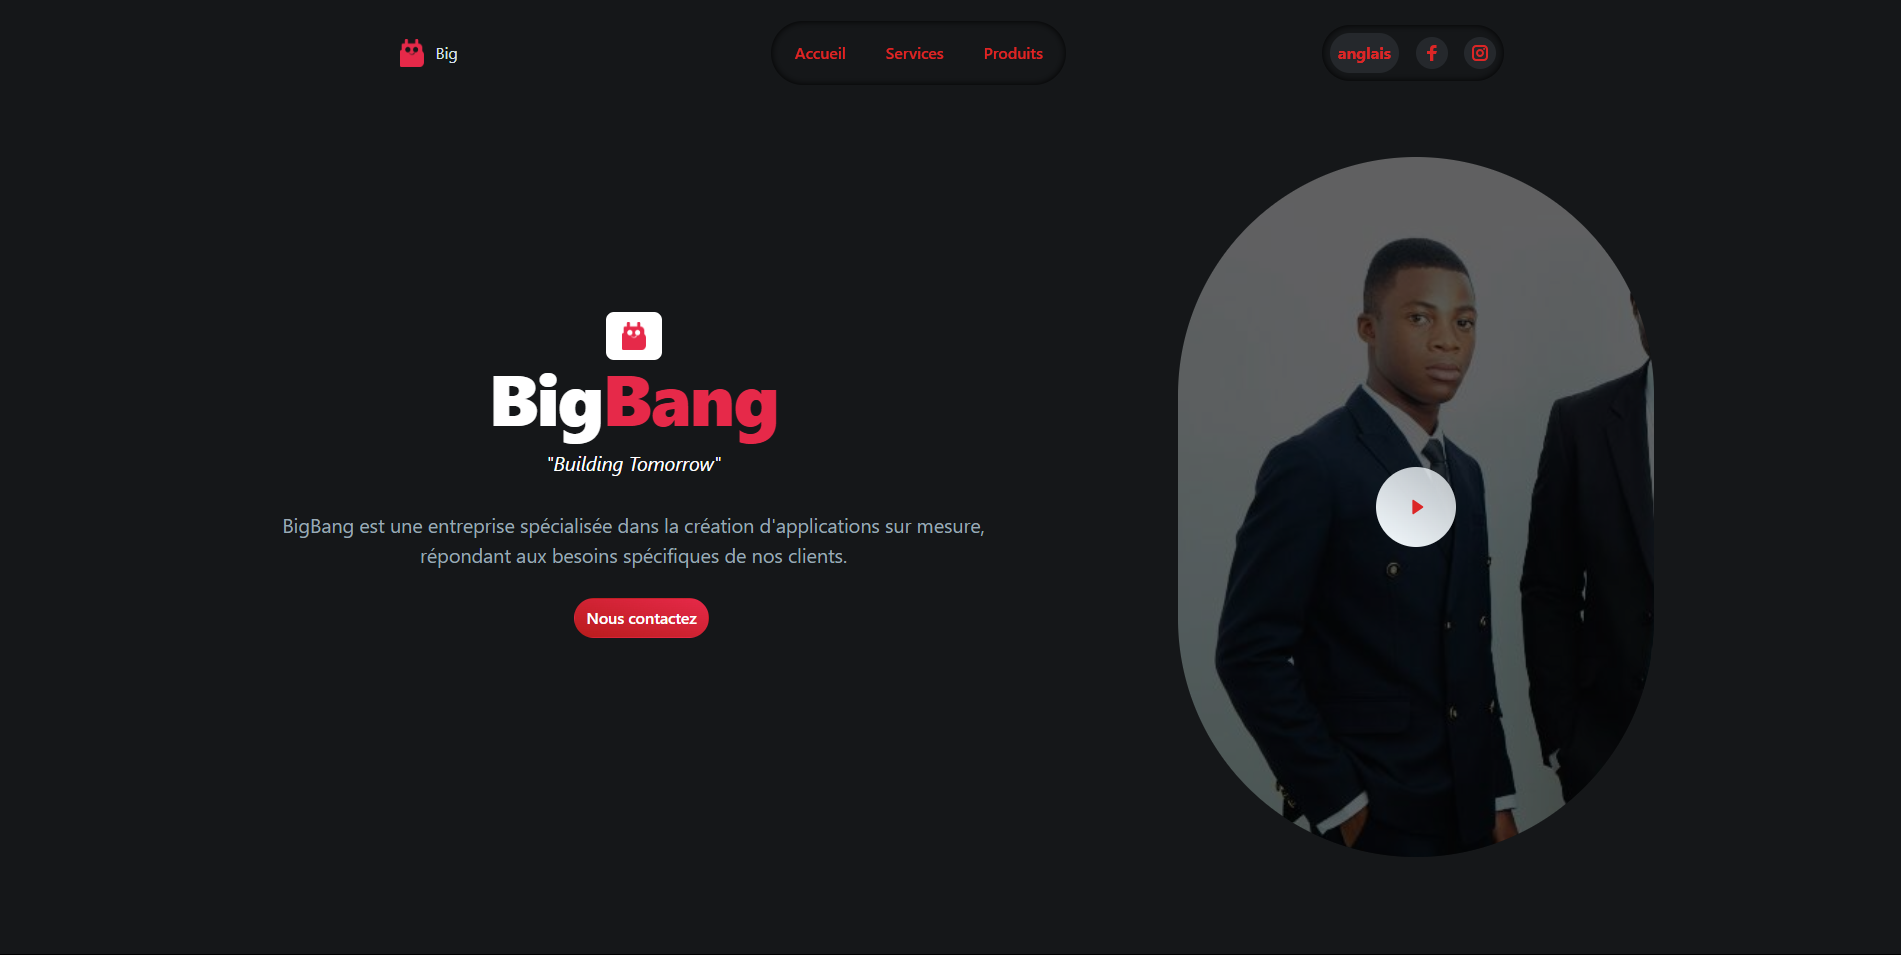 Big
Accueil Services Produits
anglais
BigBang
"Building Tomorrow"
BigBang est une entreprise spécialisée dans la création d'applications sur mesure,
répondant aux besoins spécifiques de nos clients.
Nous contactez